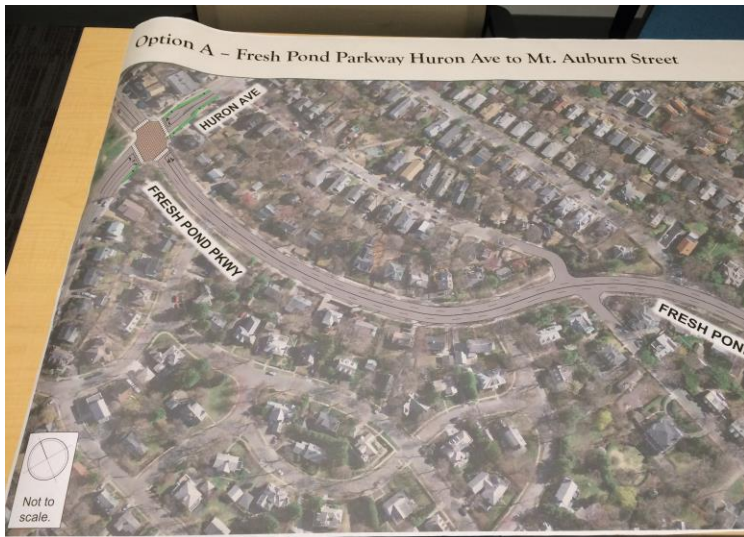 Option A – Fresh Pond Parkway Huron Ave to Mt. Auburn Street
HURON AVE
FRESH POND PKWY
FRESH PON
Not to
scale.